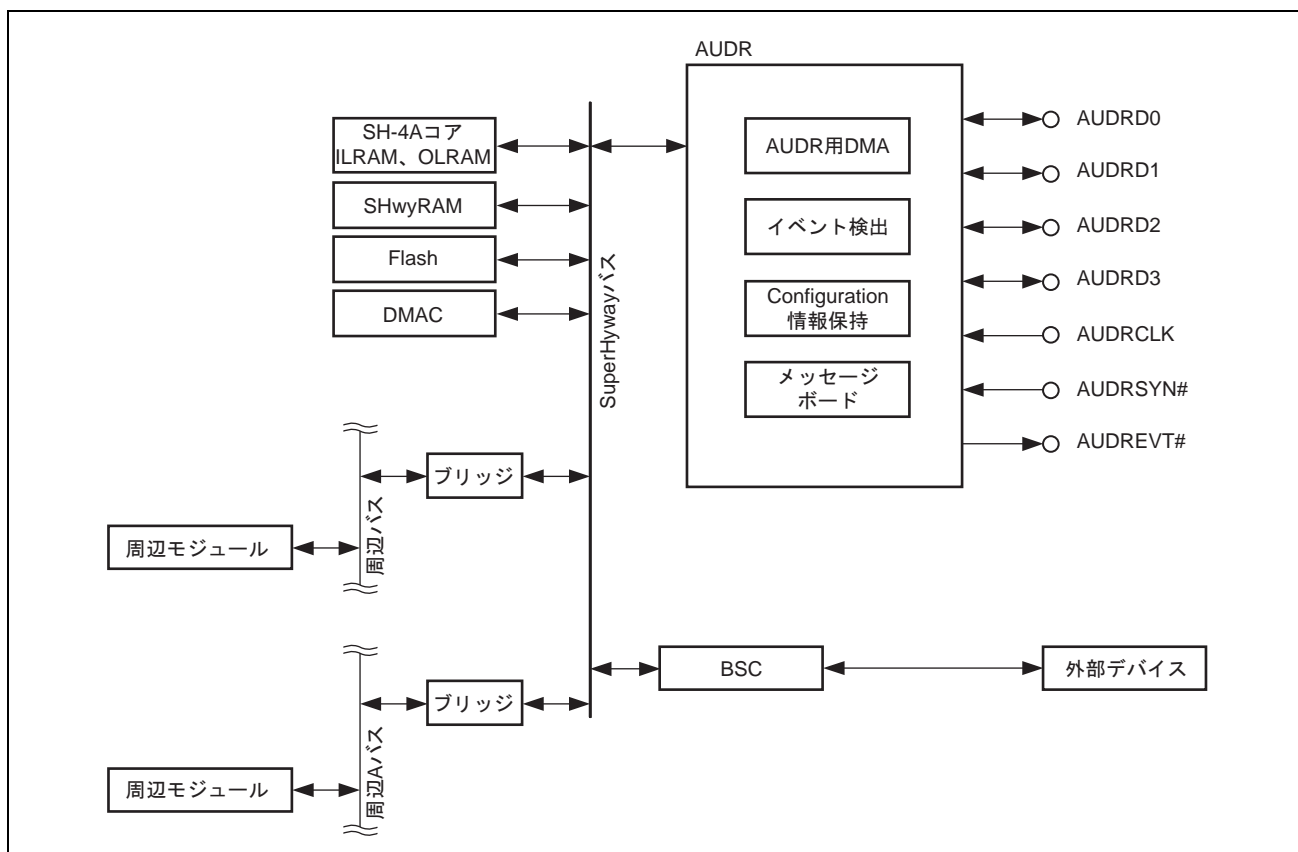 AUDR
SH-4Aコア
ILRAM、OLRAM
SHwyRAM
Flash
DMAC
SuperHywayバス
AUDR用DMA
イベント検出
Configuration
情報保持
メッセージ
ボード
AUDRD0
AUDRD1
AUDRD2
AUDRD3
AUDRCLK
AUDRSYN#
AUDREVT#
ブリッジ
周辺バス
周辺モジュール
BSC
外部デバイス
ブリッジ
周辺Aバス
周辺モジュール